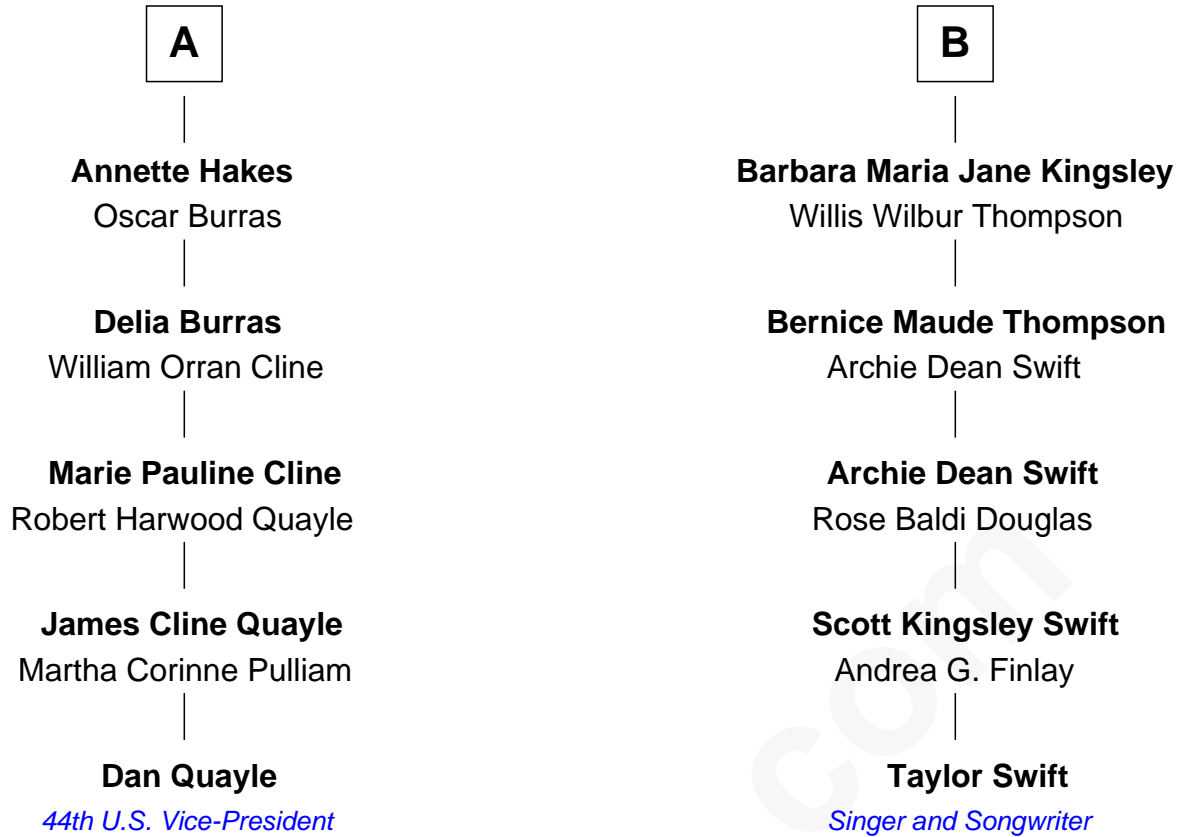 A
Annette Hakes
Oscar Burras
Delia Burras
William Orran Cline
Marie Pauline Cline
Robert Harwood Quayle
James Cline Quayle
Martha Corinne Pulliam
Dan Quayle
44th U.S. Vice-President
B
Barbara Maria Jane Kingsley
Willis Wilbur Thompson
Bernice Maude Thompson
Archie Dean Swift
Archie Dean Swift
Rose Baldi Douglas
Scott Kingsley Swift
Andrea G. Finlay
Taylor Swift
Singer and Songwriter
com